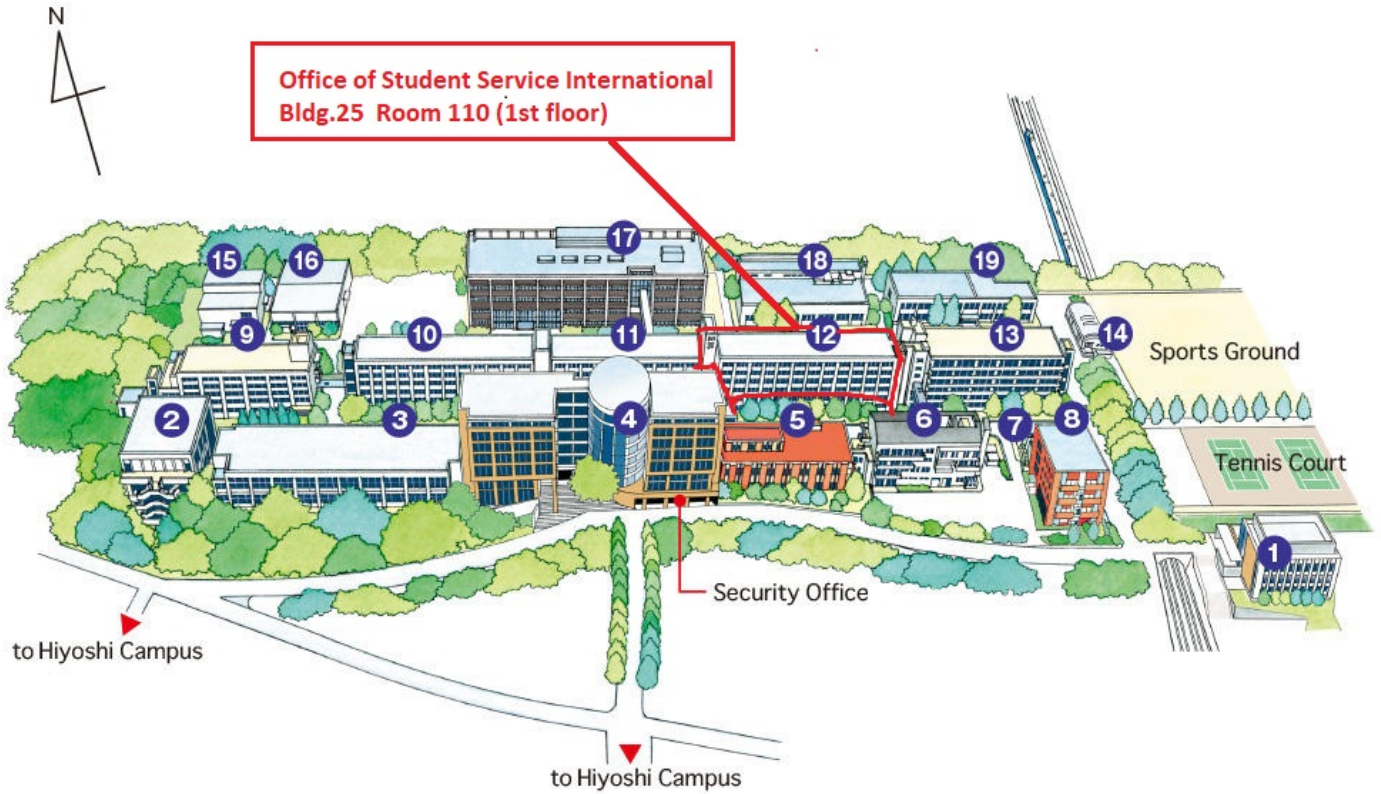 N
Office of Student Service International
Bldg.25 Room 110 (1st floor)
17
15
16
18
19
9
10
11
12
13
14
Sports Ground
2
3
4
5
6
7
8
Tennis Court
1
Security Office
to Hiyoshi Campus
to Hiyoshi Campus